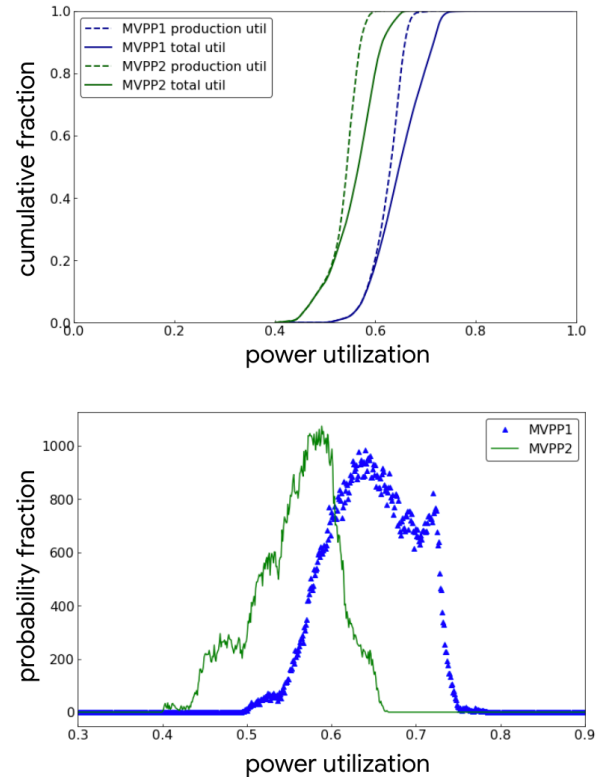 MVPP1 production util
MVPP1 total util
MVPP2 production util
MVPP2 total util
cumulative fraction
1.0
0.8
0.6
0.4
0.2
0.0
0.0 0.2 0.4 0.6 0.8 1.0
power utilization
MVPP1
MVPP2
probability fraction
1000
800
600
400
200
0
0.3 0.4 0.5 0.6 0.7 0.8 0.9
power utilization